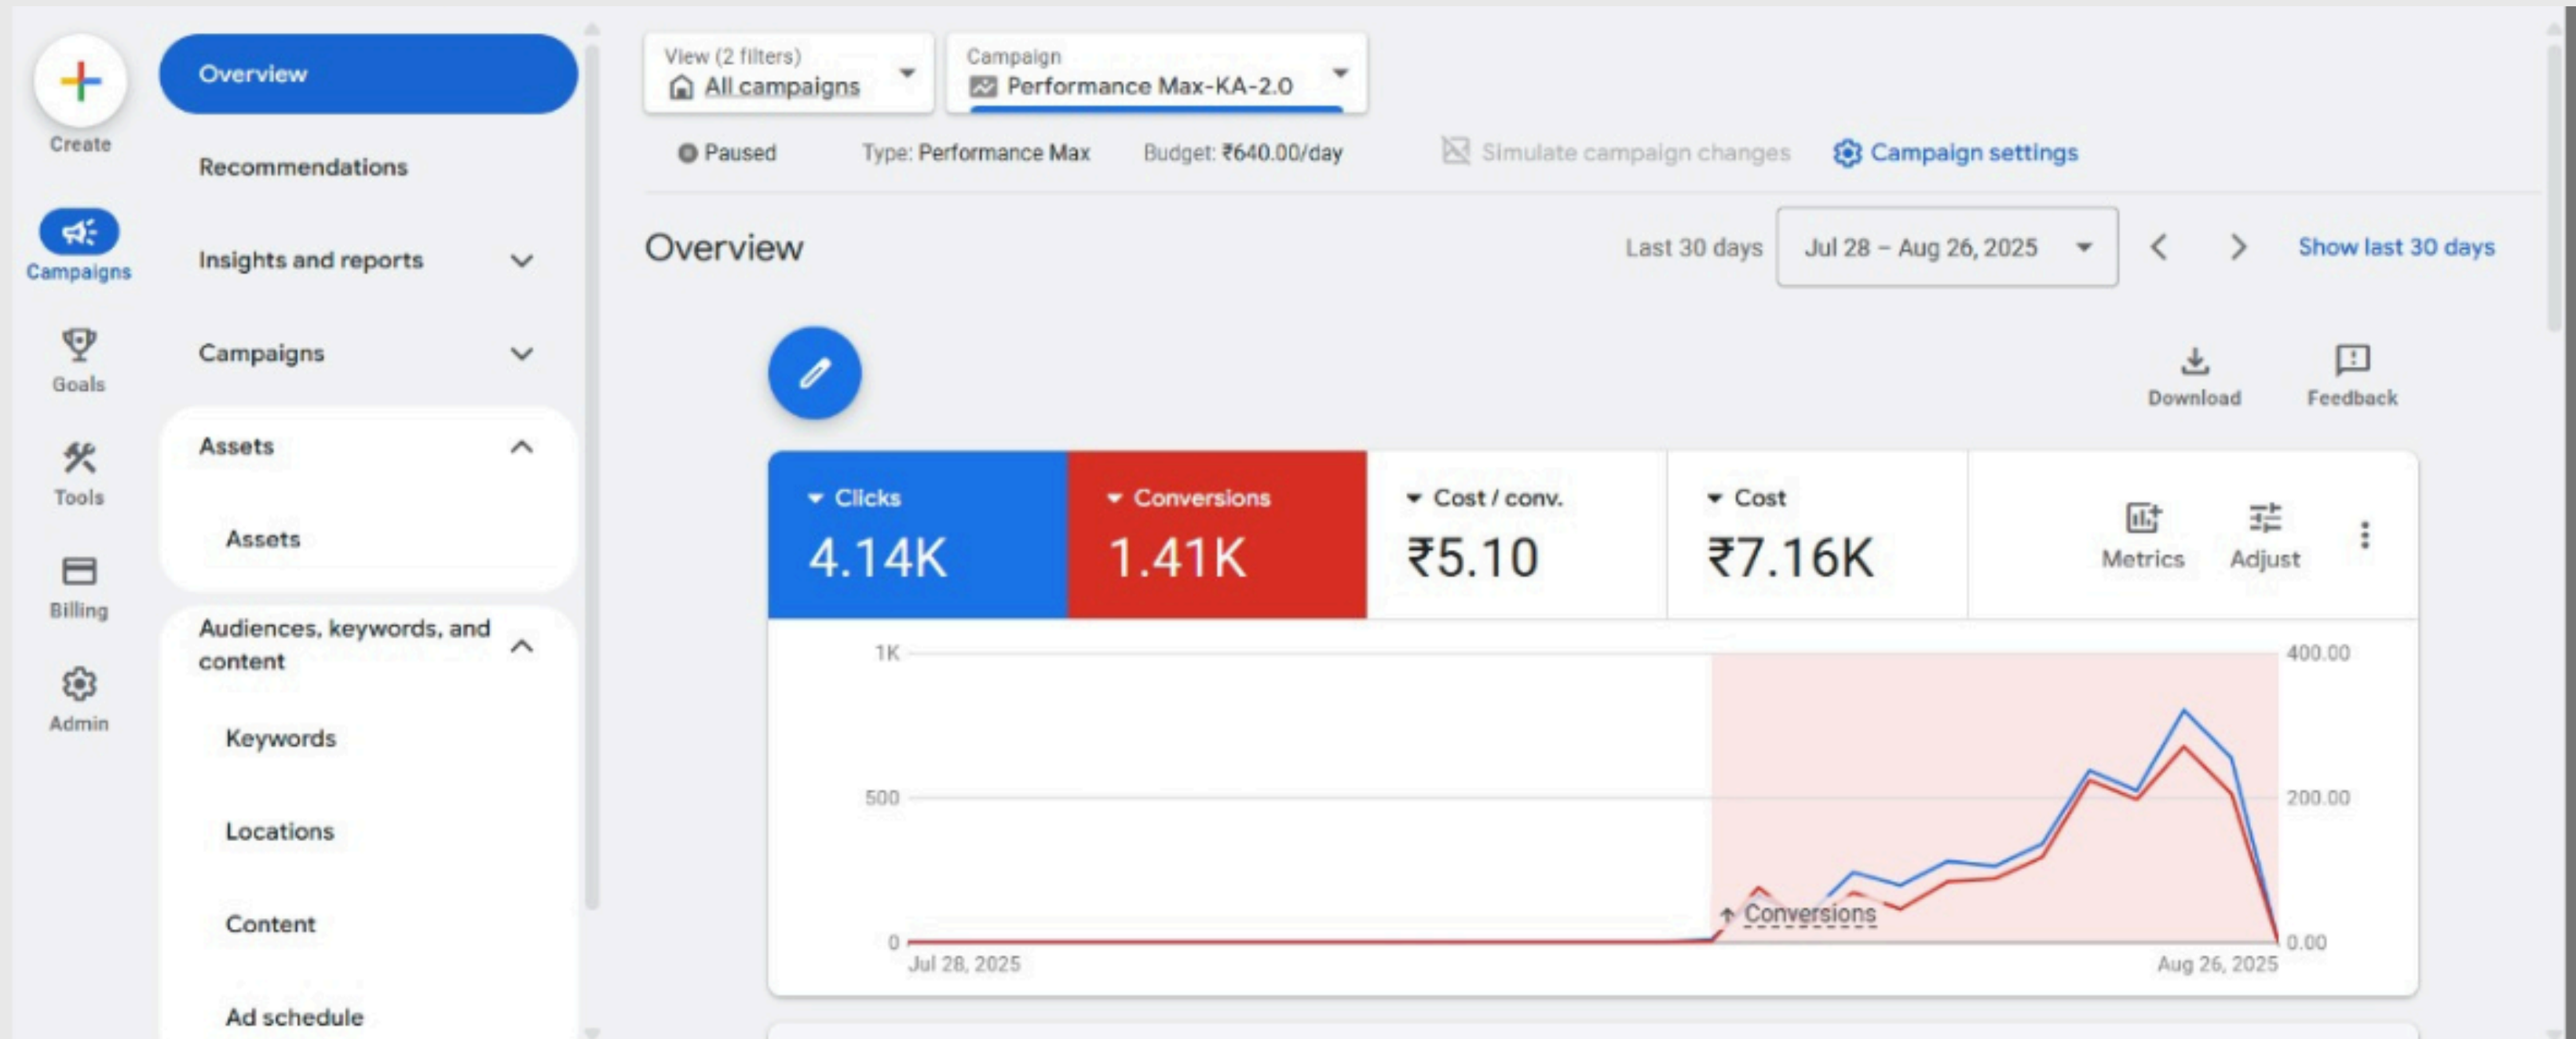 Create
Campaigns
Goals
Tools
Billing
Admin
Overview
Recommendations
Insights and reports
Campaigns
Assets
Assets
Audiences, keywords, and
content
Keywords
Locations
Content
Ad schedule
View (2 filters)
All campaigns
Campaign
Performance Max-KA-2.0
Paused
Type: Performance Max
Budget: ₹640.00/day
Simulate campaign changes
Campaign settings
Overview
Last 30 days
Jul 28 – Aug 26, 2025
Show last 30 days
Download
Feedback
Clicks
4.14K
Conversions
1.41K
Cost / conv.
₹5.10
Cost
₹7.16K
Metrics
Adjust
1K
400.00
500
200.00
Conversions
0
0.00
Jul 28, 2025
Aug 26, 2025